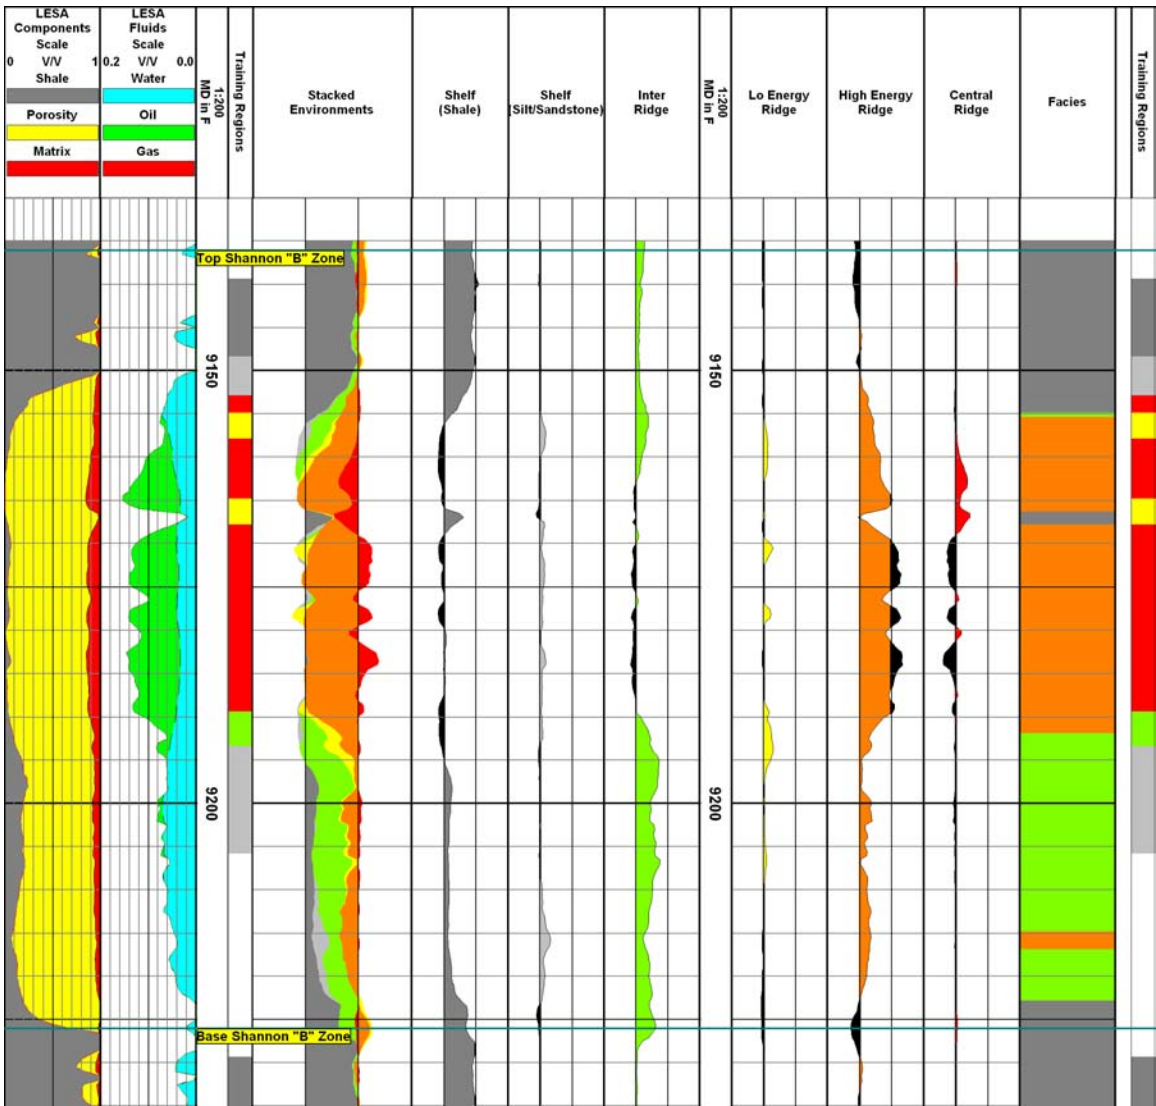 LESA
Components
Scale
0 V/V 1
Shale
Porosity
Matrix
LESA
Fluids
Scale
0.2 V/V 0.0
Water
Oil
Gas
1:200
MD in F
Training Regions
Stacked
Environments
Shelf
(Shale)
Shelf
(Silt/Sandstone)
Inter
Ridge
1:200
MD in F
Lo Energy
Ridge
High Energy
Ridge
Central
Ridge
Facies
Training Regions
Top Shannon "B" Zone
9150
9150
9200
9200
Base Shannon "B" Zone